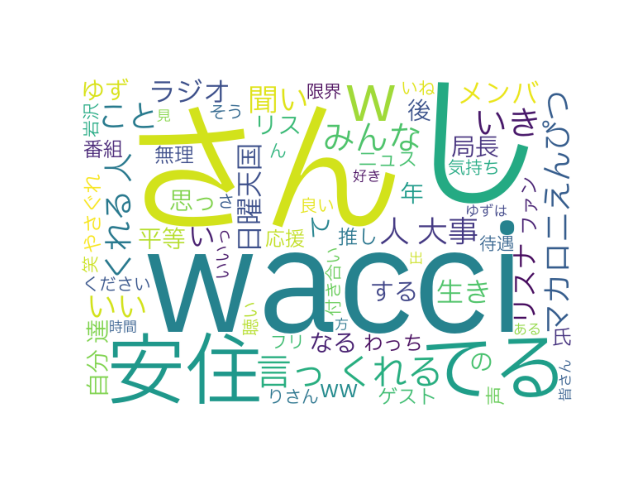 ゆず
ラジオ
聞い
限界
いね
メンバ
岩沢
こと
そう
見
リス
W
後
いき
みんな
番組
無理
ん
ニュス
局長
気持ち
さん
し
マカロニえんぴつ
くれる
人
日曜天国
思っ
さ
好き
年
良い
ゆずは
ファン
リスナ
笑
やさぐれ
平等
い
っ
いい
応援
と
推し
人
大事
待遇
wacci
ください
いい
付き合い
出
する
生き
氏
自分
達
時間
聴い
方
フリ
なる
わっち
の
ある
安住
言っ
くれる
てる
りさん
ww
ゲスト
声
皆さん